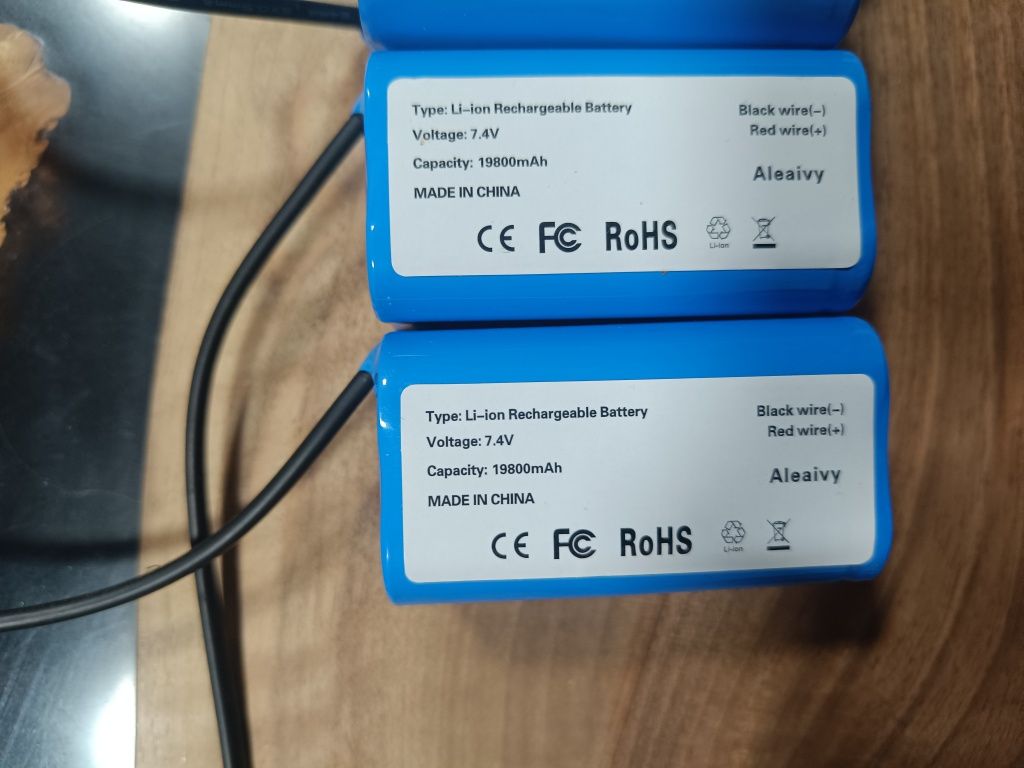 Type: Li-ion Rechargeable Battery
Voltage: 7.4V
Capacity: 19800mAh
MADE IN CHINA
Black wire(-)
Red wire(+)
Aleaivy
CE FC RoHS
Li-ion
Type: Li-ion Rechargeable Battery
Voltage: 7.4V
Capacity: 19800mAh
MADE IN CHINA
Black wire(-)
Red wire(+)
Aleaivy
CE FC RoHS
Li-ion